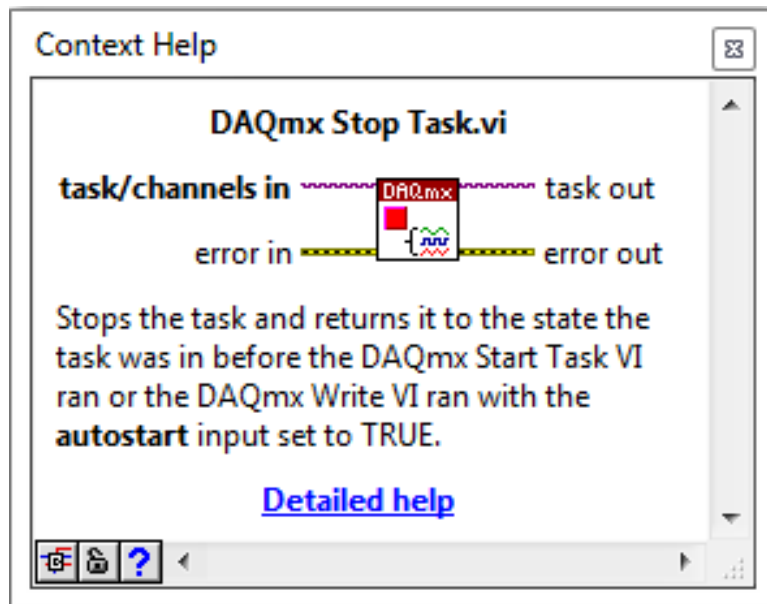 Context Help
DAQmx Stop Task.vi
task/channels in DAQmx task out
error in error out
Stops the task and returns it to the state the
task was in before the DAQmx Start Task VI
ran or the DAQmx Write VI ran with the
autostart input set to TRUE.
Detailed help
?